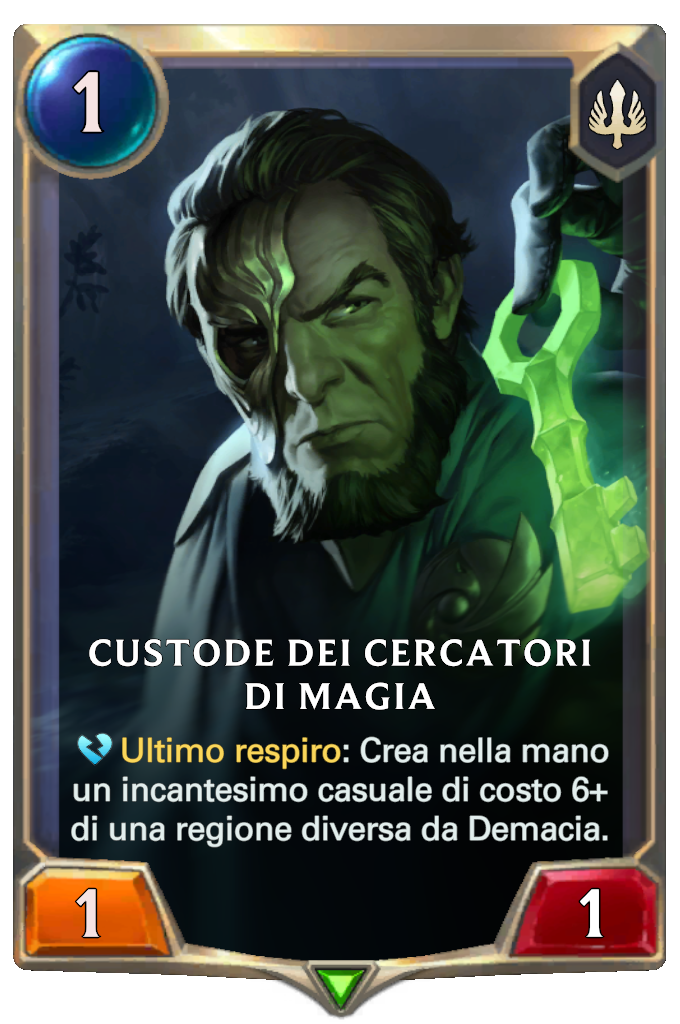 1
CUSTODE DEI CERCATORI
DI MAGIA
Ultimo respiro: Crea nella mano
un incantesimo casuale di costo 6+
di una regione diversa da Demacia.
1 1